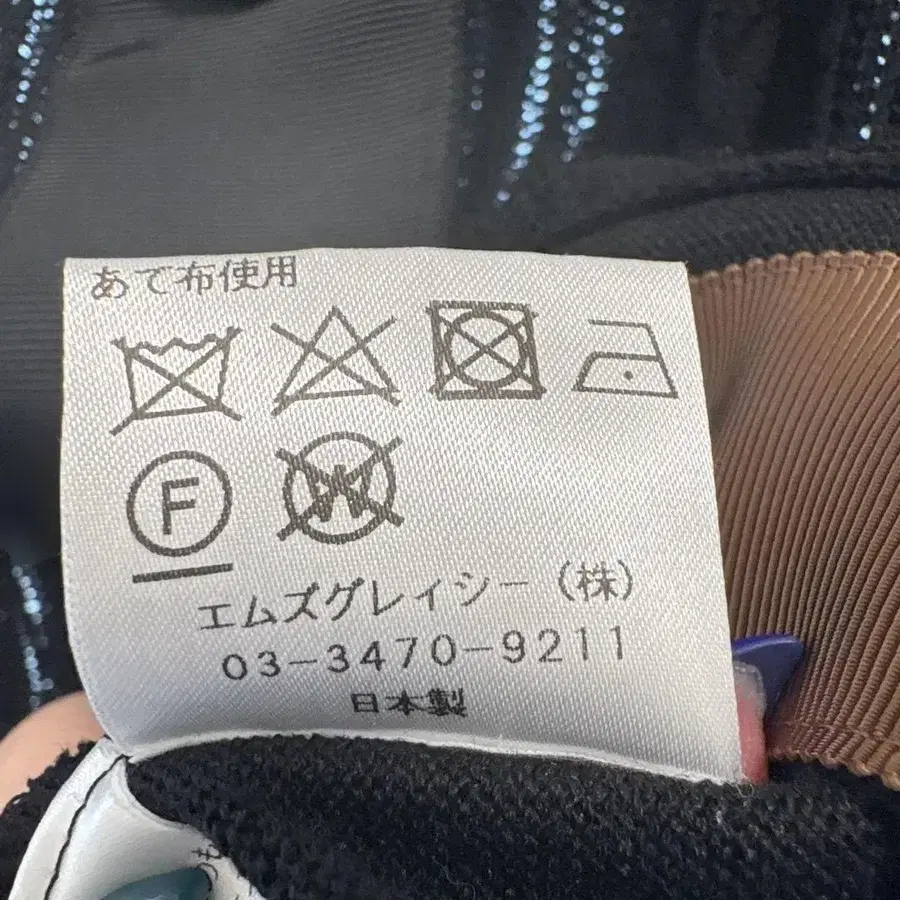 あて布使用
F
W
エムズグレイシー(株)
03-3470-9211
日本製